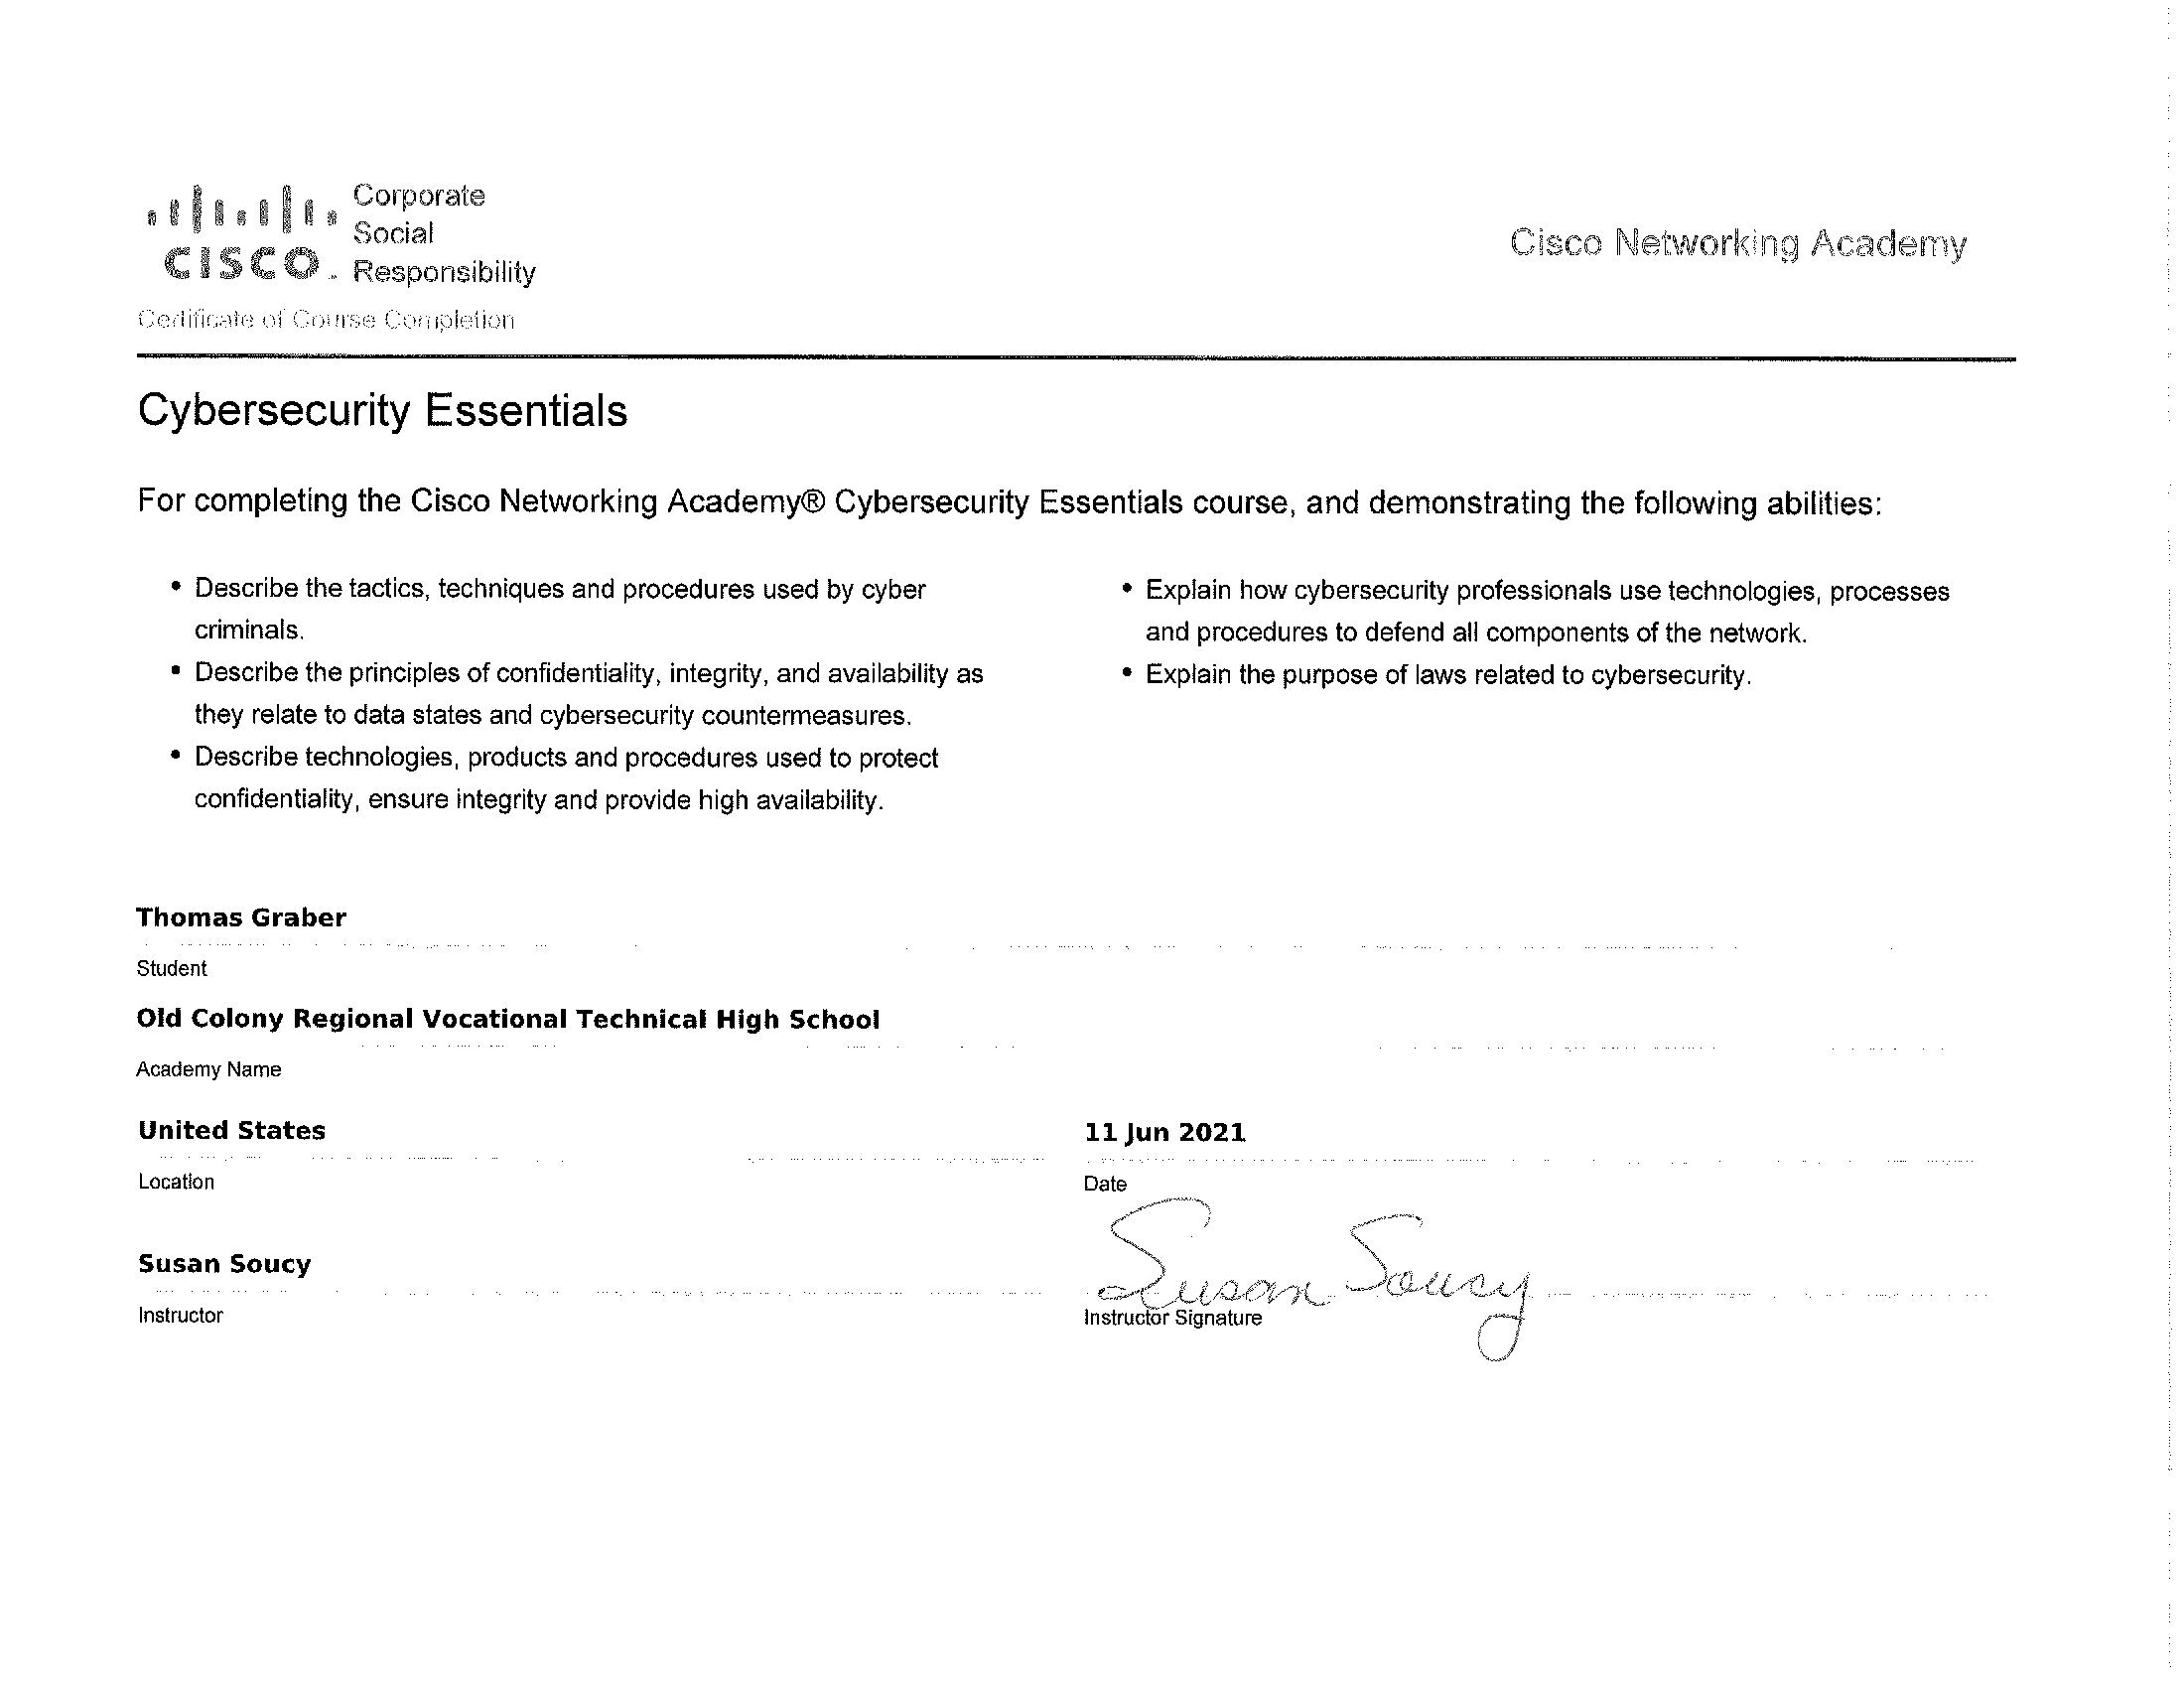 Corporate
Social
CISCO
Responsibility
Cisco Networking Academy
Certificate of Course Completion
Cybersecurity Essentials
For completing the Cisco Networking Academy® Cybersecurity Essentials course, and demonstrating the following abilities:
• Describe the tactics, techniques and procedures used by cyber
criminals.
• Describe the principles of confidentiality, integrity, and availability as
they relate to data states and cybersecurity countermeasures.
• Describe technologies, products and procedures used to protect
confidentiality, ensure integrity and provide high availability.
• Explain how cybersecurity professionals use technologies, processes
and procedures to defend all components of the network.
• Explain the purpose of laws related to cybersecurity.
Thomas Graber
Student
Old Colony Regional Vocational Technical High School
Academy Name
United States
Location
11 Jun 2021
Date
Susan Soucy
Instructor
Susan Soucy
Instructor Signature